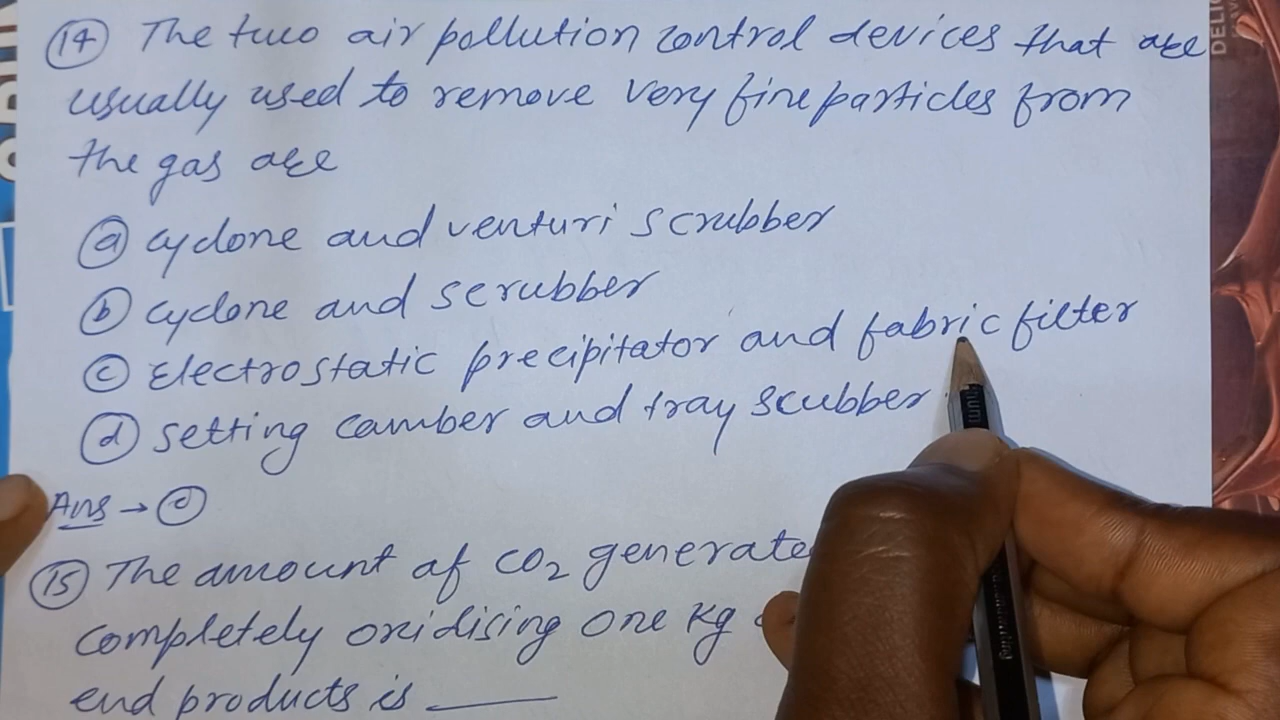 14 The two air pollution control devices that are
usually used to remove very fine particles from
the gas are
a cyclone and venturi scrubber
b cyclone and scrubber
c Electrostatic precipitator and fabric filter
d setting camber and tray scubber
Ans → c
15 The amount of CO2 generate
completely oxidising one kg
end products is
DELIC